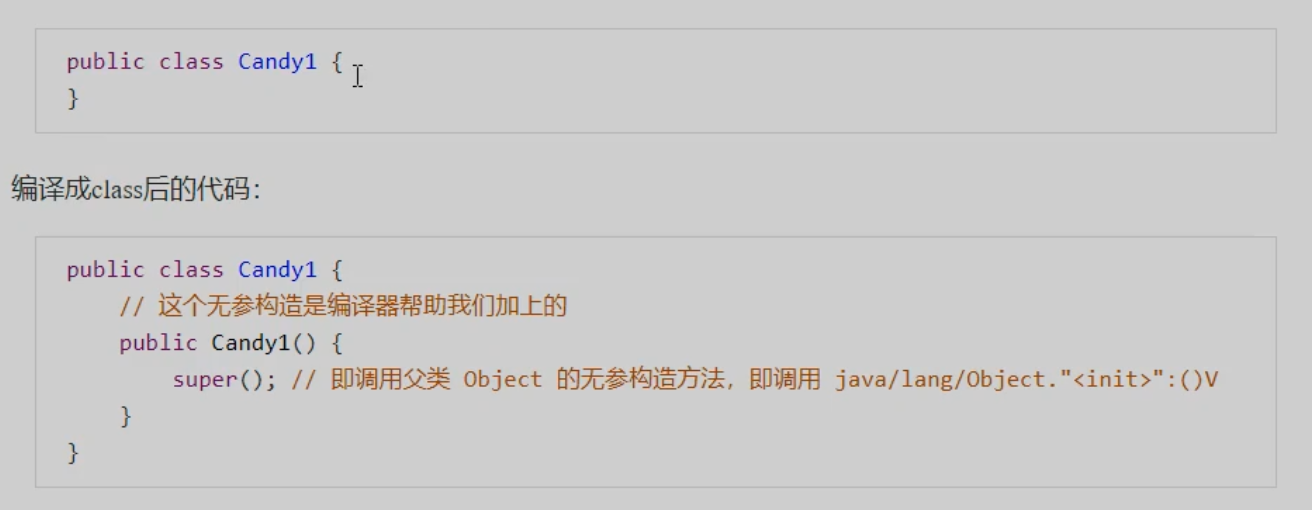 public class Candy1 {
}
编译成class后的代码：
public class Candy1 {
    // 这个无参构造是编译器帮助我们加上的
    public Candy1() {
        super(); // 即调用父类 Object 的无参构造方法，即调用 java/lang/Object."<init>":()V
    }
}